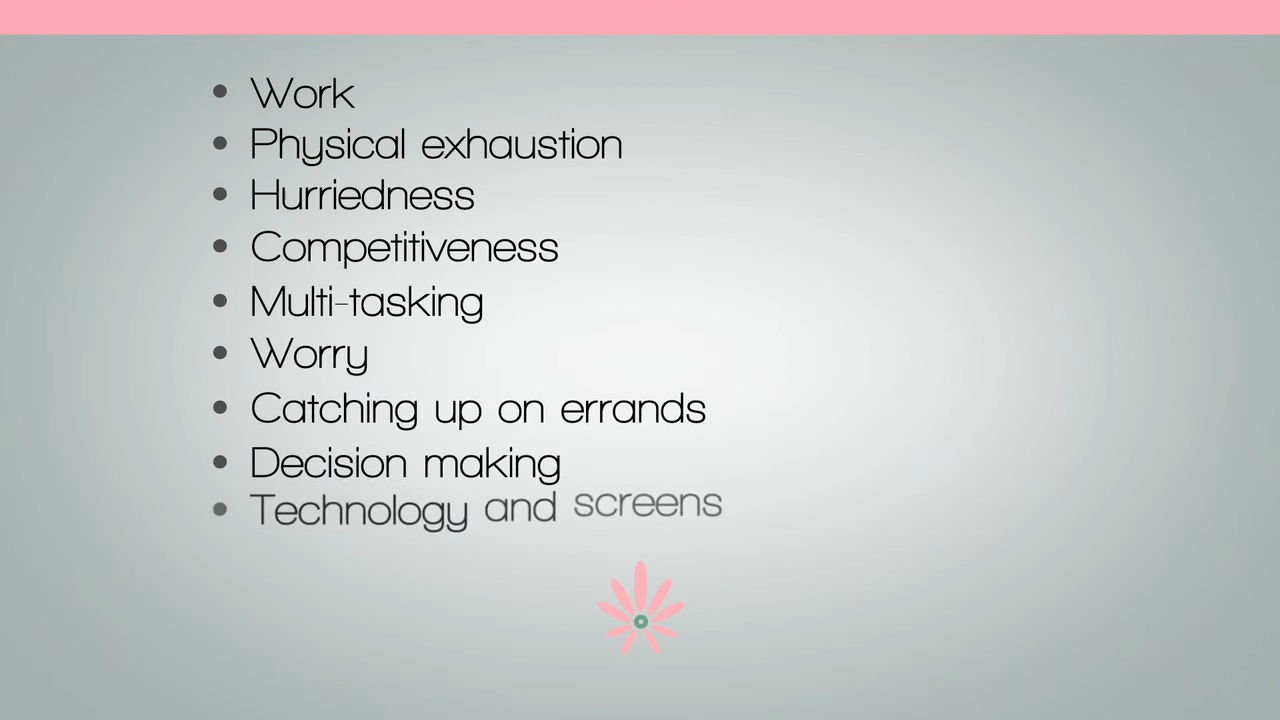 • Work
• Physical exhaustion
• Hurriedness
• Competitiveness
• Multi-tasking
• Worry
• Catching up on errands
• Decision making
• Technology and screens